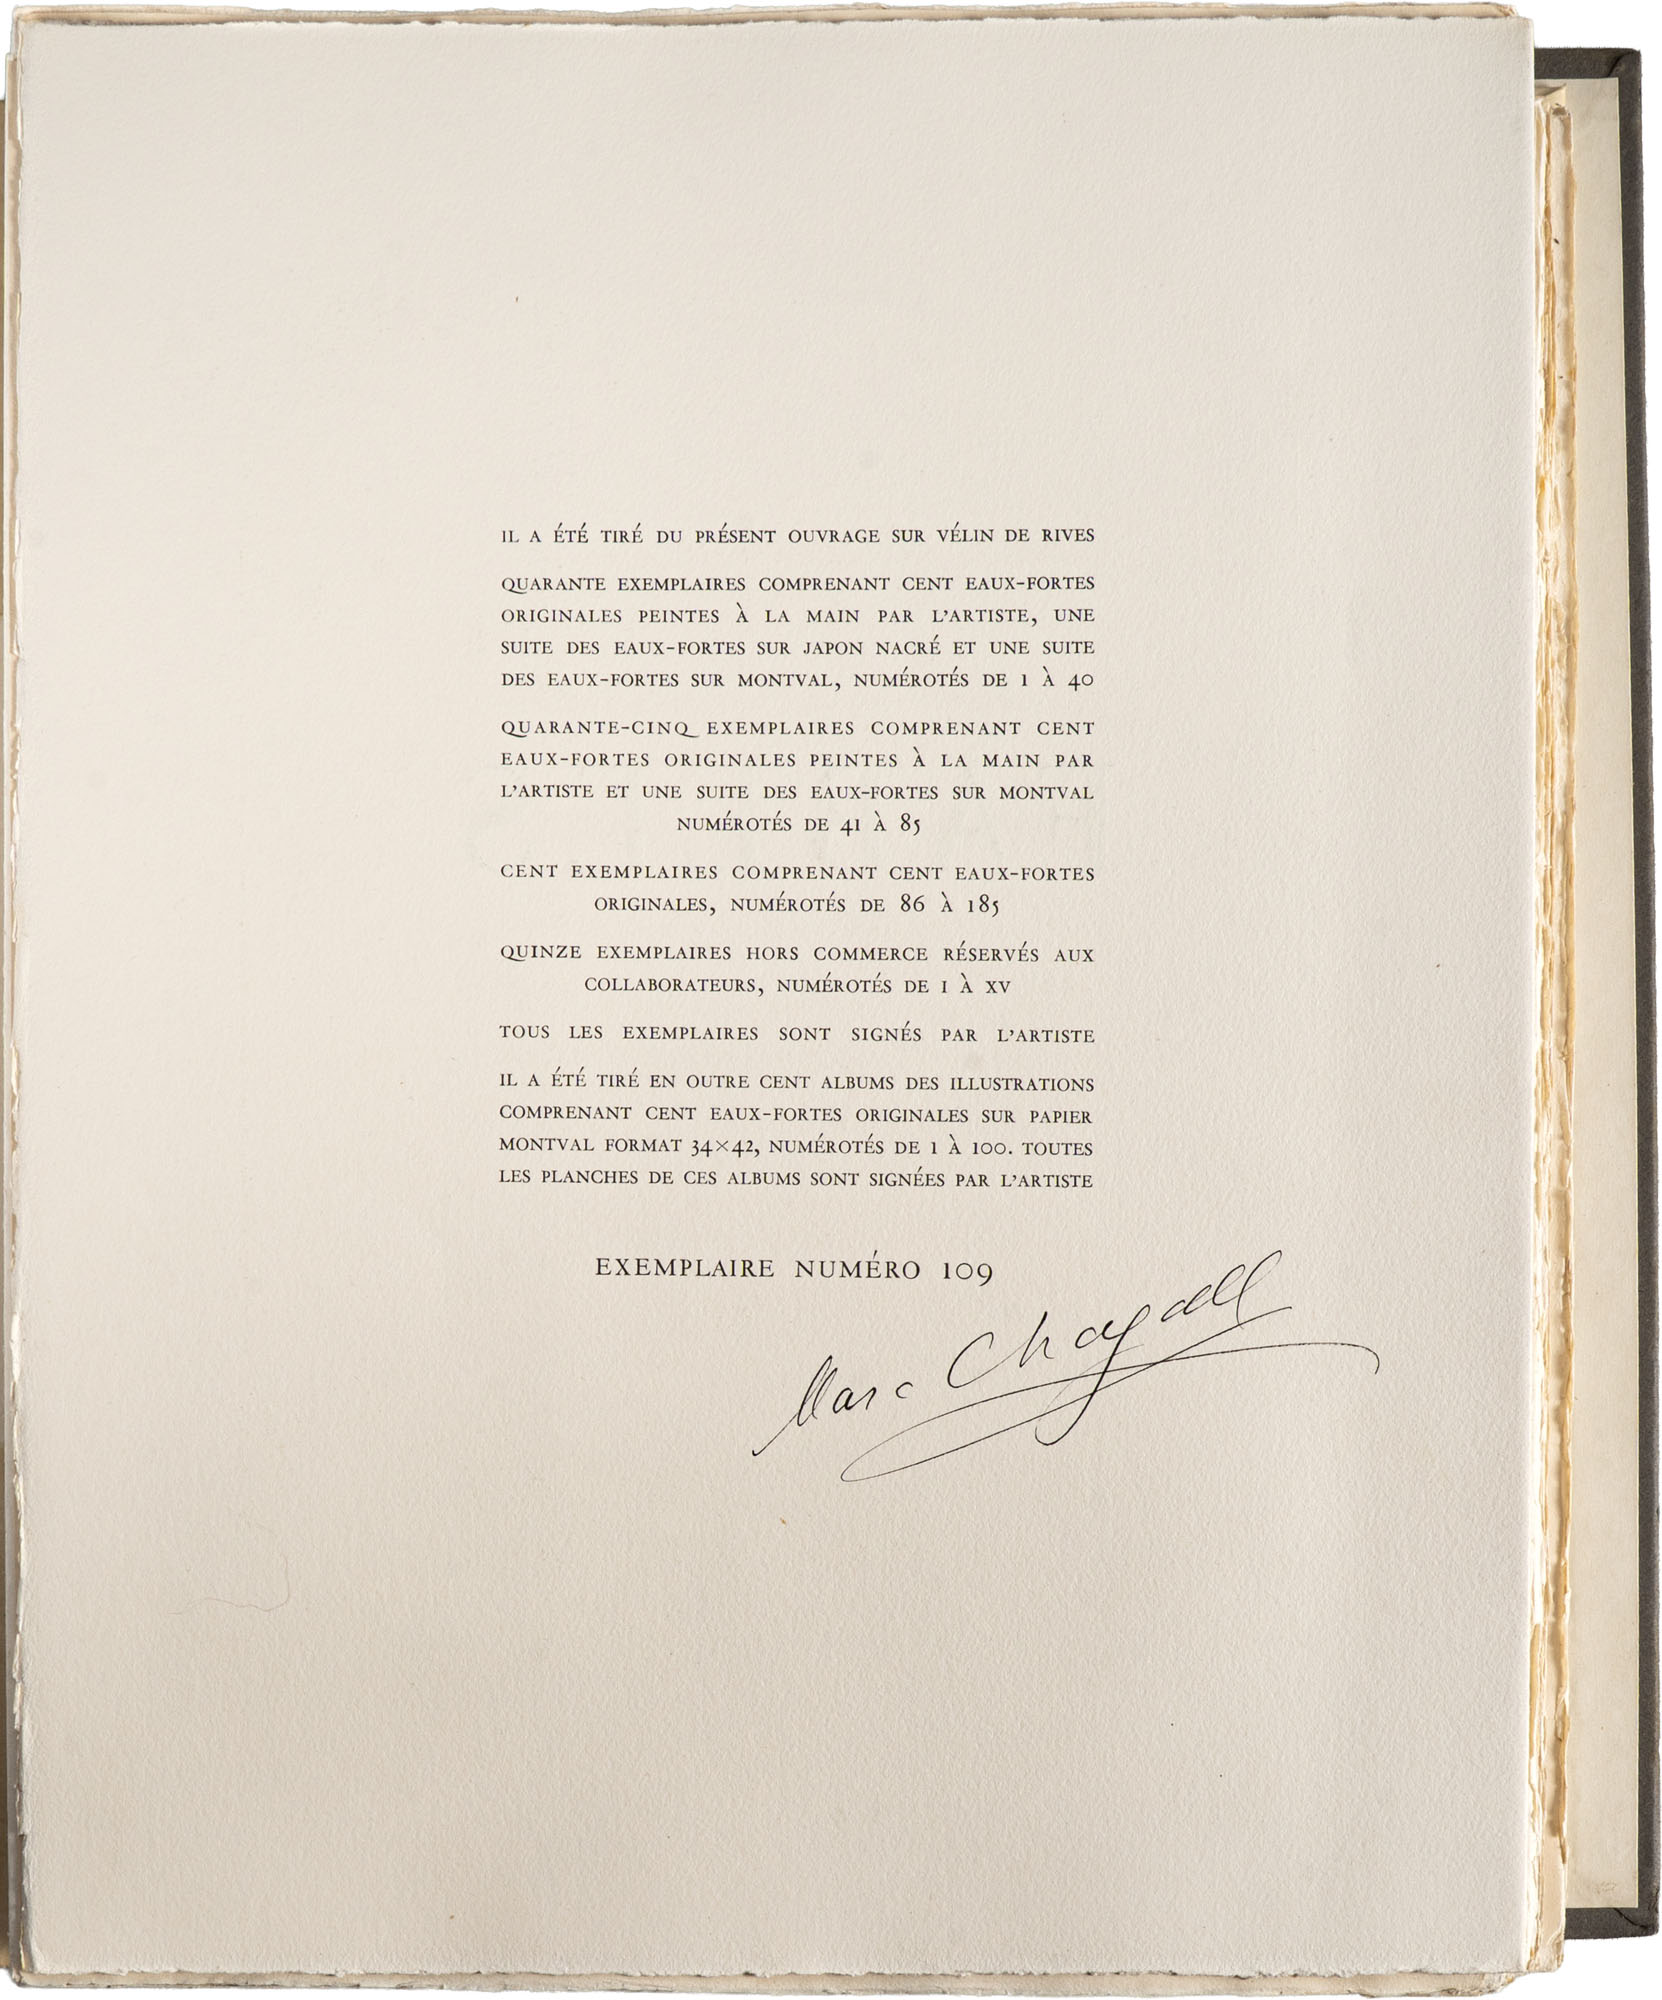 IL A ÉTÉ TIRÉ DU PRÉSENT OUVRAGE SUR VÉLIN DE RIVES
QUARANTE EXEMPLAIRES COMPRENANT CENT EAUX-FORTES
ORIGINALES PEINTES À LA MAIN PAR L'ARTISTE, UNE
SUITE DES EAUX-FORTES SUR JAPON NACRÉ ET UNE SUITE
DES EAUX-FORTES SUR MONTVAL, NUMÉROTÉS DE 1 À 40
QUARANTE-CINQ EXEMPLAIRES COMPRENANT CENT
EAUX-FORTES ORIGINALES PEINTES À LA MAIN PAR
L'ARTISTE ET UNE SUITE DES EAUX-FORTES SUR MONTVAL
NUMÉROTÉS DE 41 À 85
CENT EXEMPLAIRES COMPRENANT CENT EAUX-FORTES
ORIGINALES, NUMÉROTÉS DE 86 À 185
QUINZE EXEMPLAIRES HORS COMMERCE RÉSERVÉS AUX
COLLABORATEURS, NUMÉROTÉS DE I À XV
TOUS LES EXEMPLAIRES SONT SIGNÉS PAR L'ARTISTE
IL A ÉTÉ TIRÉ EN OUTRE CENT ALBUMS DES ILLUSTRATIONS
COMPRENANT CENT EAUX-FORTES ORIGINALES SUR PAPIER
MONTVAL FORMAT 34×42, NUMÉROTÉS DE 1 À 100. TOUTES
LES PLANCHES DE CES ALBUMS SONT SIGNÉES PAR L'ARTISTE
EXEMPLAIRE NUMÉRO 109
Marc Chagall